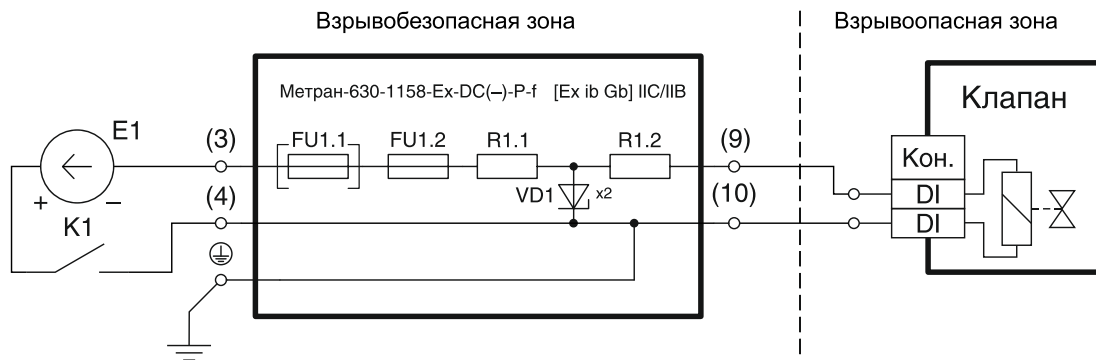 Взрывобезопасная зона
Взрывоопасная зона
Метран-630-1158-Ex-DC(–)-P-f [Ex ib Gb] IIC/IIB
Клапан
E1
(3)
FU1.1
FU1.2
R1.1
R1.2
(9)
Кон.
+
–
(4)
VD1
x2
(10)
DI
K1
DI